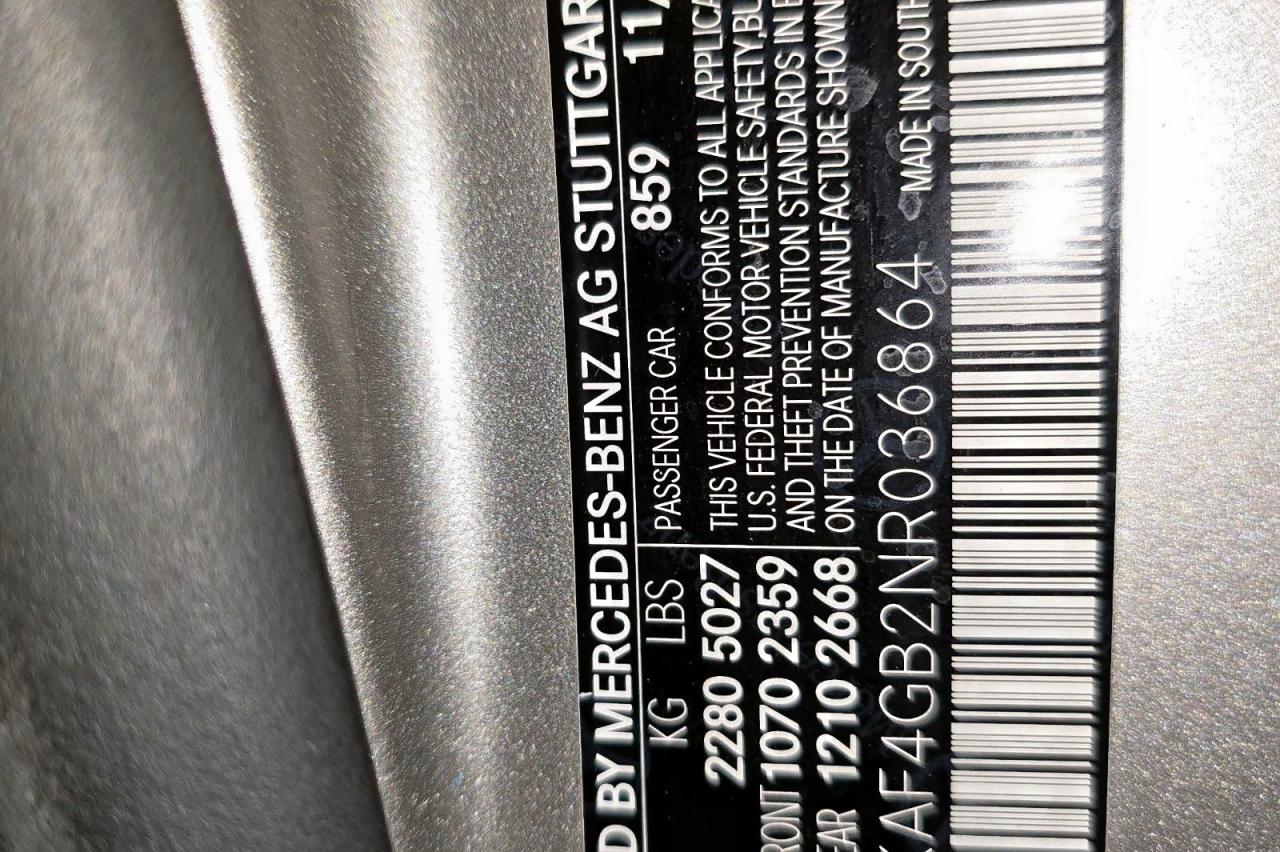 D BY MERCEDES-BENZ AG STUTTGAR
KG LBS PASSENGER CAR 859 11/
2280 5027 THIS VEHICLE CONFORMS TO ALL APPLICA
RONT 1070 2359 U.S. FEDERAL MOTOR VEHICLE SAFETY, BU
EAR 1210 2668 AND THEFT PREVENTION STANDARDS IN E
ON THE DATE OF MANUFACTURE SHOWN
MADE IN SOUTH
KAF4GB2NR036864